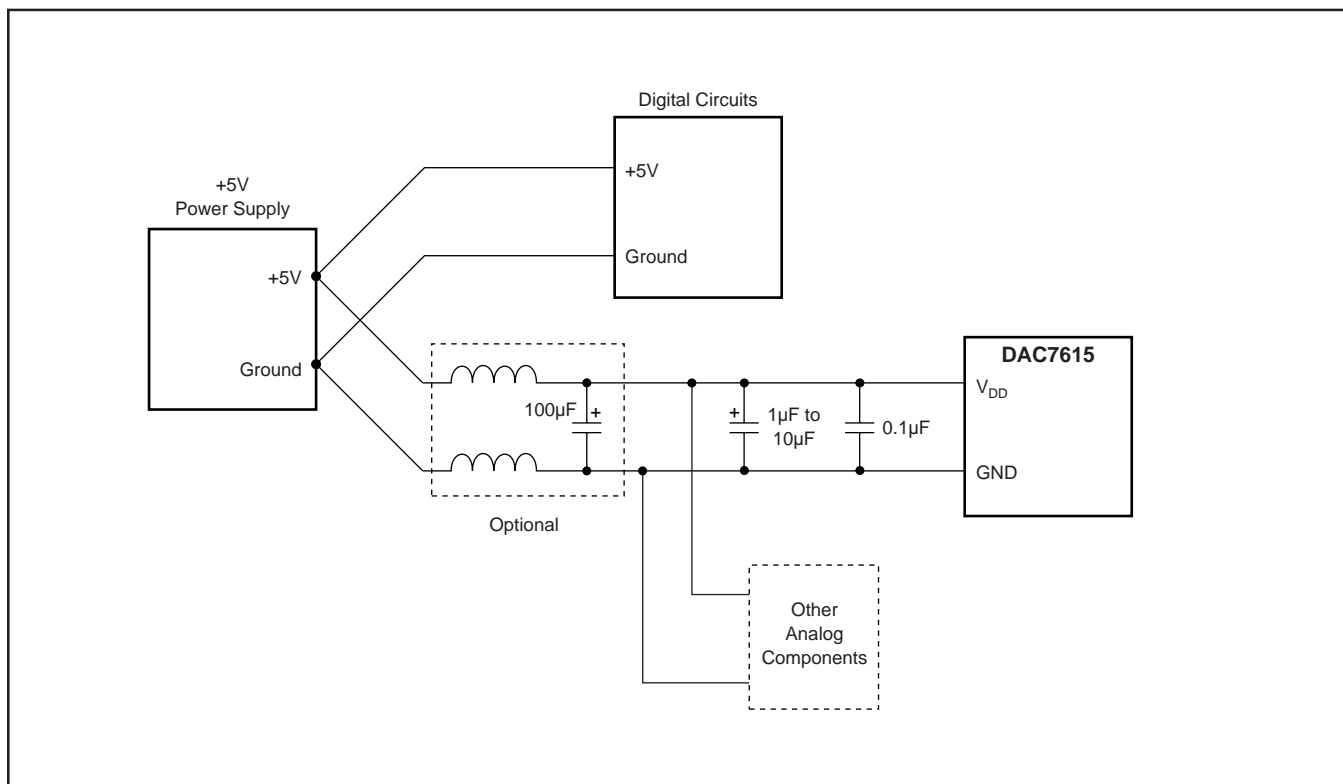 Digital Circuits
+5V
Ground
+5V
Power Supply
+5V
Ground
100µF
+
Optional
+
1µF to
10µF
0.1µF
DAC7615
VDD
GND
Other
Analog
Components